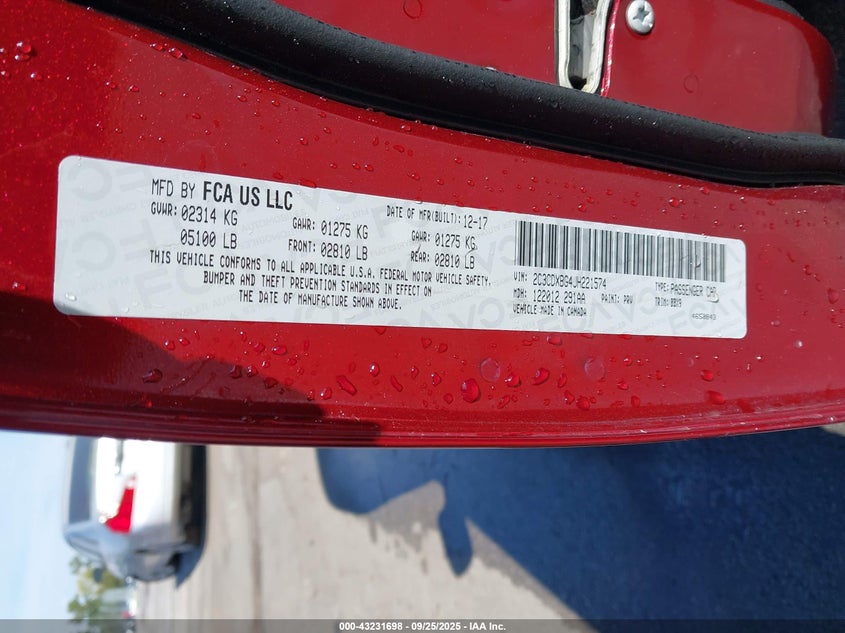 MFD BY FCA US LLC
DATE OF MFR(BUILT): 12-17
GVWR: 02314 KG
GAWR: 01275 KG
GAWR: 01275 KG
05100 LB
FRONT: 02810 LB
REAR: 02810 LB
THIS VEHICLE CONFORMS TO ALL APPLICABLE U.S.A. FEDERAL MOTOR VEHICLE SAFETY,
BUMPER AND THEFT PREVENTION STANDARDS IN EFFECT ON
THE DATE OF MANUFACTURE SHOWN ABOVE.
VIN: 2C3CDXBG4JH221574
TYPE: PASSENGER CAR
MDH: 122012 291AA
PAINT: PRV
TRIM:
VEHICLE MADE IN CANADA
000-43231698 - 09/25/2025 - IAA Inc.